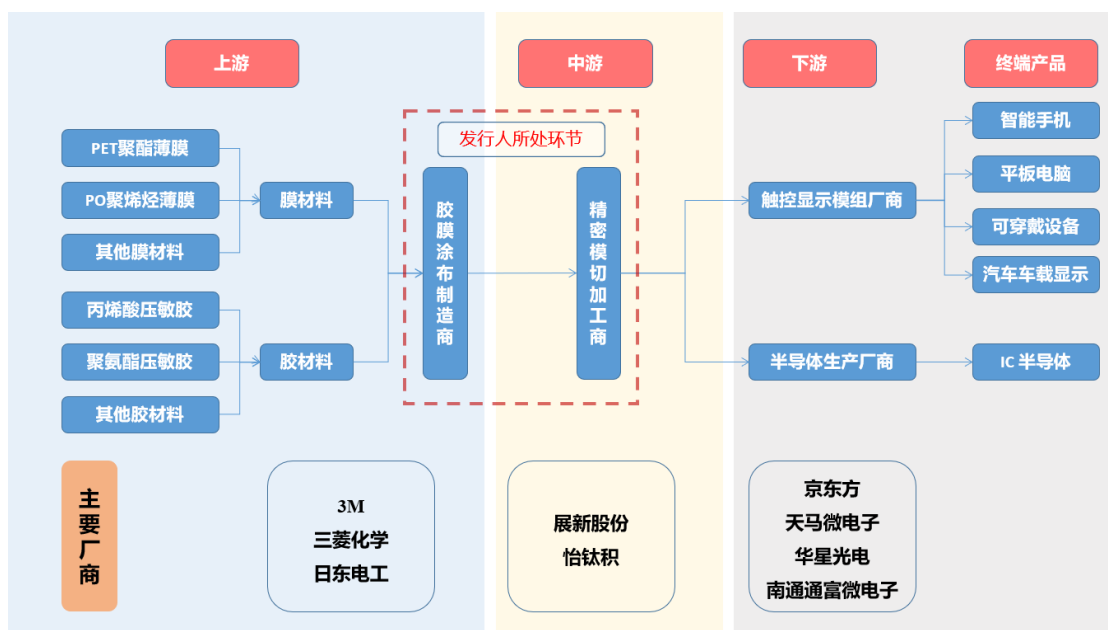 上游
中游
下游
终端产品
发行人所处环节
PET聚酯薄膜
PO聚烯烃薄膜
其他膜材料
膜材料
丙烯酸压敏胶
聚氨酯压敏胶
其他胶材料
胶材料
胶膜涂布制造商
精密模切加工商
触控显示模组厂商
半导体生产厂商
智能手机
平板电脑
可穿戴设备
汽车车载显示
IC 半导体
主要厂商
3M
三菱化学
日东电工
展新股份
怡钛积
京东方
天马微电子
华星光电
南通通富微电子